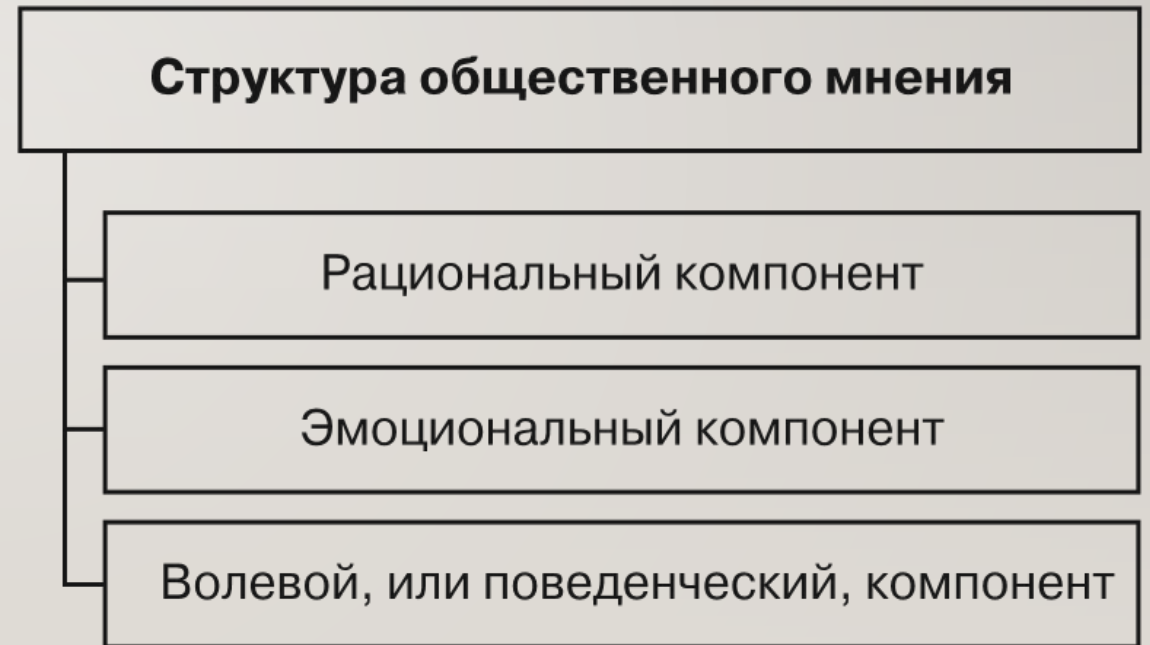 Структура общественного мнения
Рациональный компонент
Эмоциональный компонент
Волевой, или поведенческий, компонент